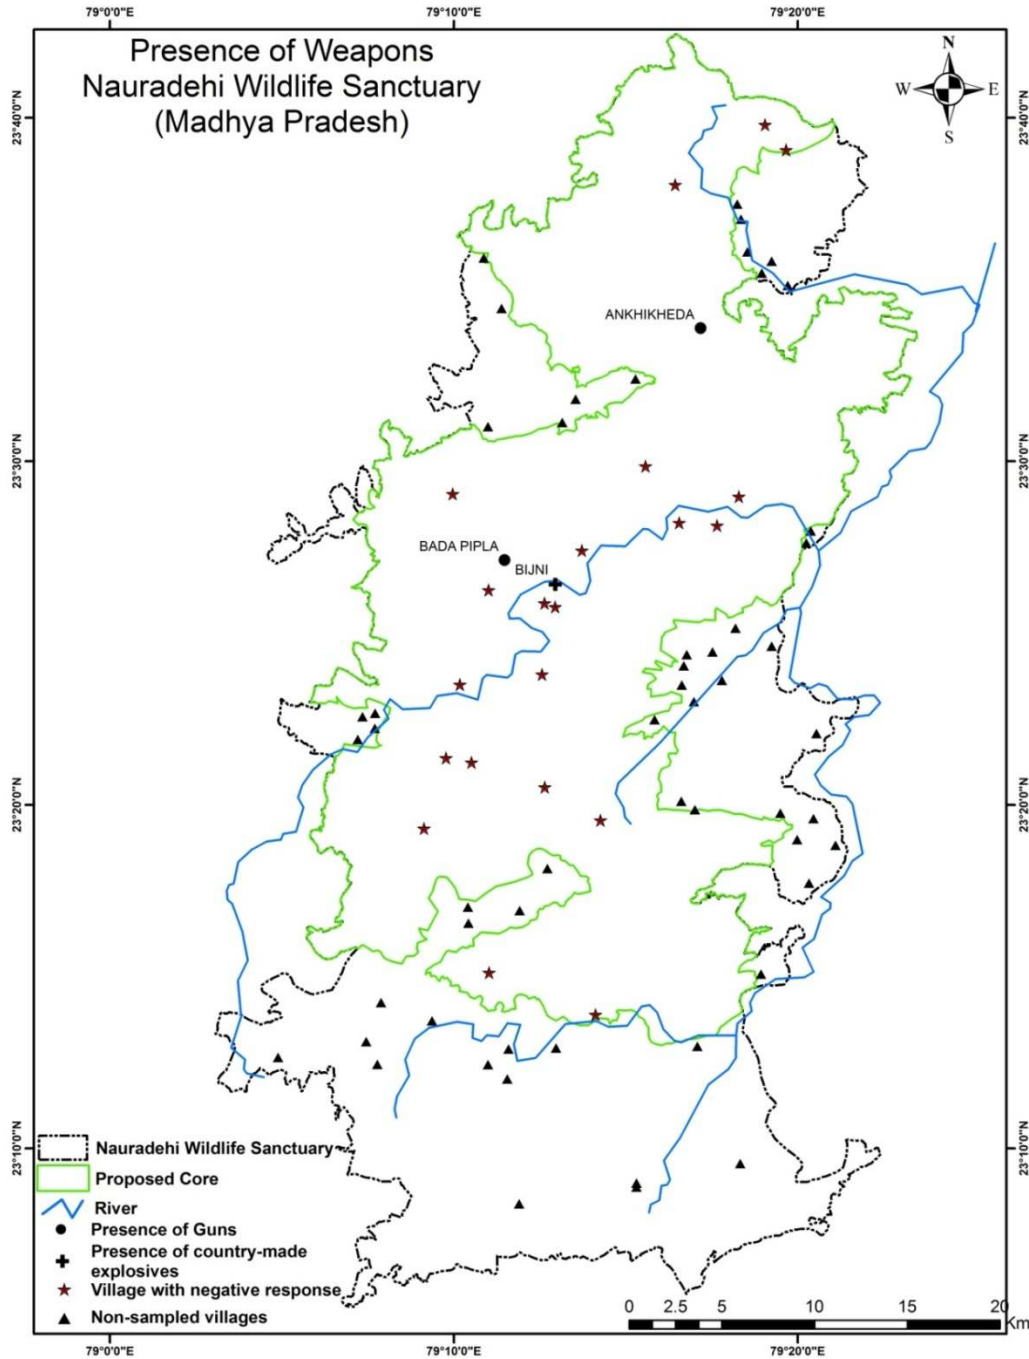 79°0'0"E 79°10'0"E 79°20'0"E
Presence of Weapons
Nauradehi Wildlife Sanctuary
(Madhya Pradesh)
N
W E
S
23°40'0"N 23°40'0"N
ANKHIKHEDA
23°30'0"N 23°30'0"N
BADA PIPLA
BIJNI
23°20'0"N 23°20'0"N
23°10'0"N 23°10'0"N
Nauradehi Wildlife Sanctuary
Proposed Core
River
Presence of Guns
Presence of country-made
explosives
Village with negative response
Non-sampled villages
0 2.5 5 10 15 20
Km
79°0'0"E 79°10'0"E 79°20'0"E